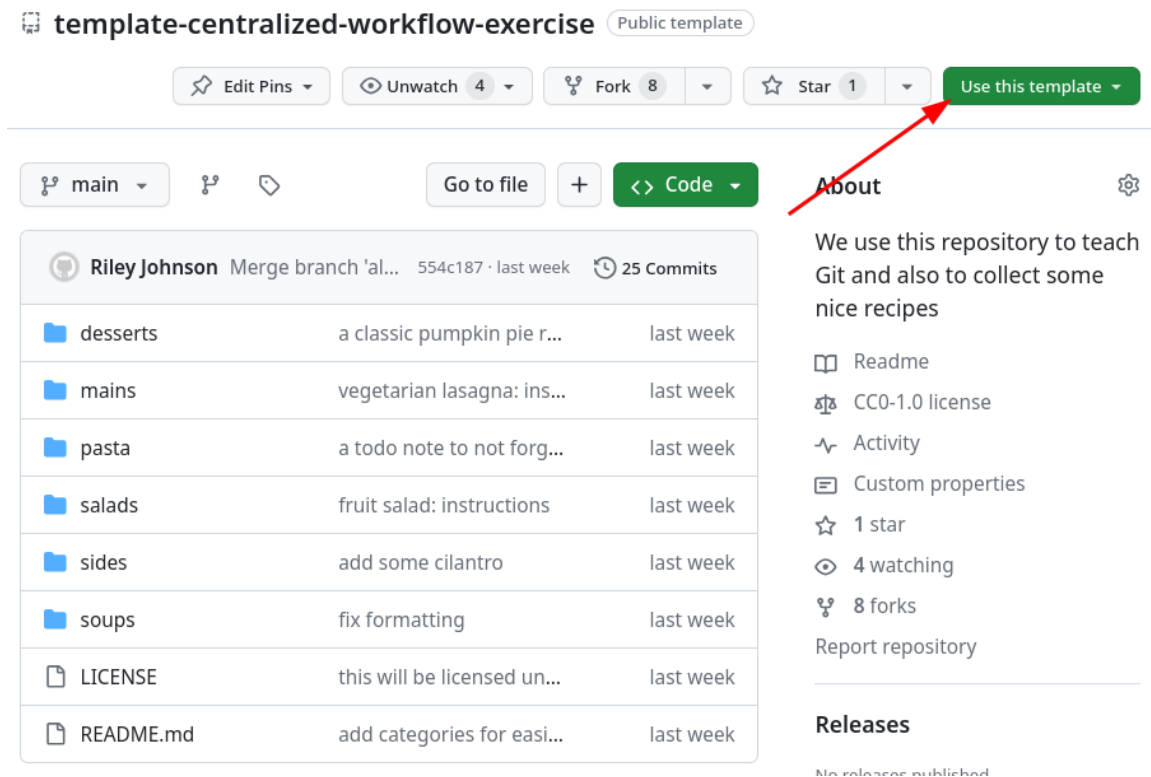 template-centralized-workflow-exercise Public template
Edit Pins Unwatch 4 Fork 8 Star 1 Use this template
main Go to file + <> Code
Riley Johnson Merge branch 'al... 554c187 · last week 25 Commits
desserts a classic pumpkin pie r... last week
mains vegetarian lasagna: ins... last week
pasta a todo note to not forg... last week
salads fruit salad: instructions last week
sides add some cilantro last week
soups fix formatting last week
LICENSE this will be licensed un... last week
README.md add categories for easi... last week
About
We use this repository to teach
Git and also to collect some
nice recipes
Readme
CC0-1.0 license
Activity
Custom properties
1 star
4 watching
8 forks
Report repository
Releases
No releases published